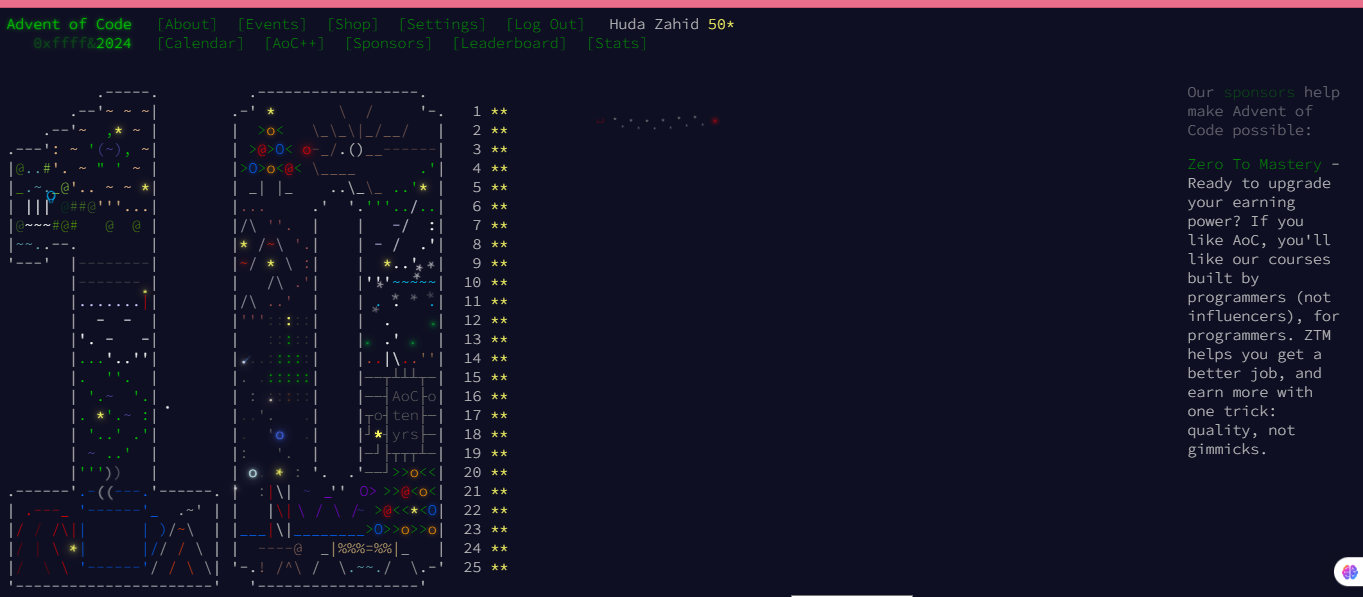 Advent of Code [About] [Events] [Shop] [Settings] [Log Out] Huda Zahid 50*
0xffff&2024 [Calendar] [AoC++] [Sponsors] [Leaderboard] [Stats]
1 **
2 **
3 **
4 **
5 **
6 **
7 **
8 **
9 **
10 **
11 **
12 **
13 **
14 **
15 **
AoC 16 **
ten 17 **
yrs 18 **
19 **
20 **
21 **
22 **
23 **
24 **
25 **
Our sponsors help
make Advent of
Code possible:
Zero To Mastery -
Ready to upgrade
your earning
power? If you
like AoC, you'll
like our courses
built by
programmers (not
influencers), for
programmers. ZTM
helps you get a
better job, and
earn more with
one trick:
quality, not
gimmicks.